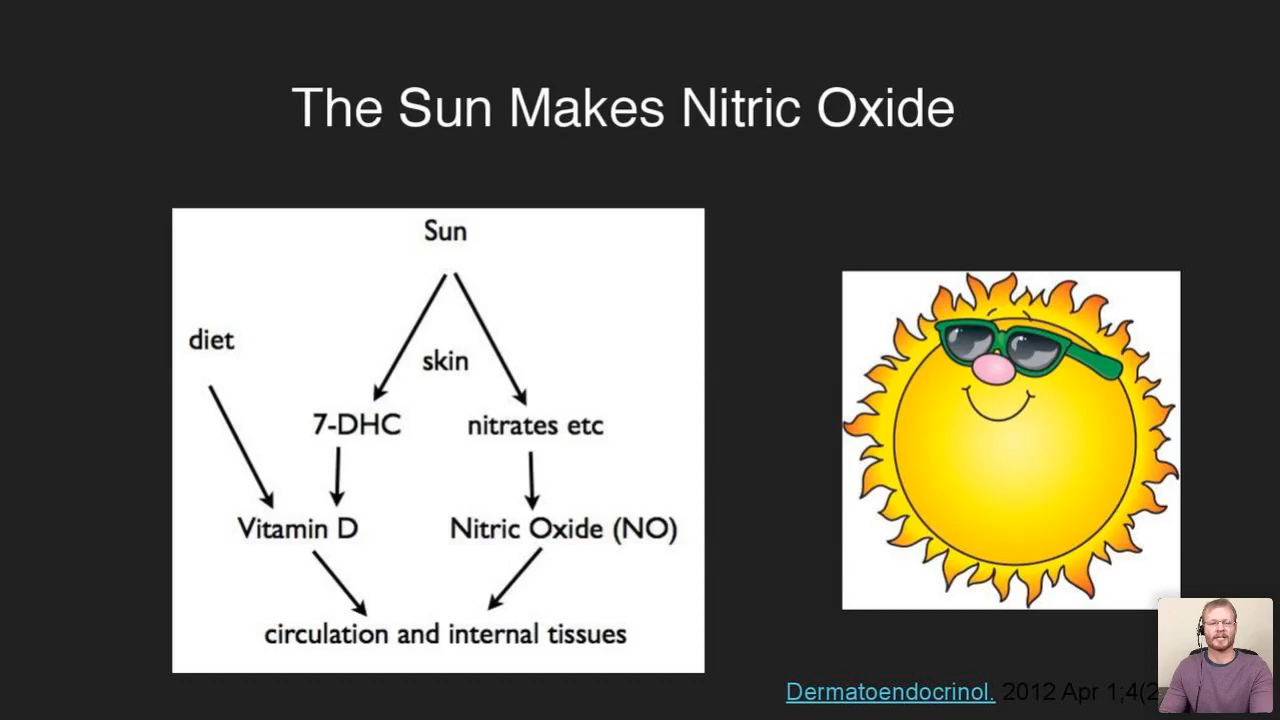 The Sun Makes Nitric Oxide
Sun
diet
skin
7-DHC nitrates etc
Vitamin D Nitric Oxide (NO)
circulation and internal tissues
Dermatoendocrinol. 2012 Apr 1;4(2